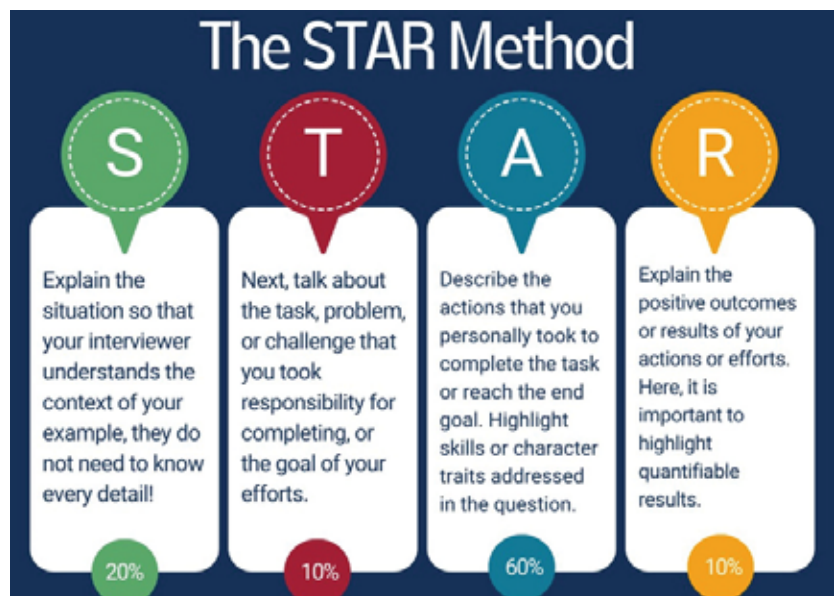 The STAR Method
S
Explain the
situation so that
your interviewer
understands the
context of your
example, they do
not need to know
every detail!
20%
T
Next, talk about
the task, problem,
or challenge that
you took
responsibility for
completing, or
the goal of your
efforts.
10%
A
Describe the
actions that you
personally took to
complete the task
or reach the end
goal. Highlight
skills or character
traits addressed
in the question.
60%
R
Explain the
positive outcomes
or results of your
actions or efforts.
Here, it is
important to
highlight
quantifiable
results.
10%